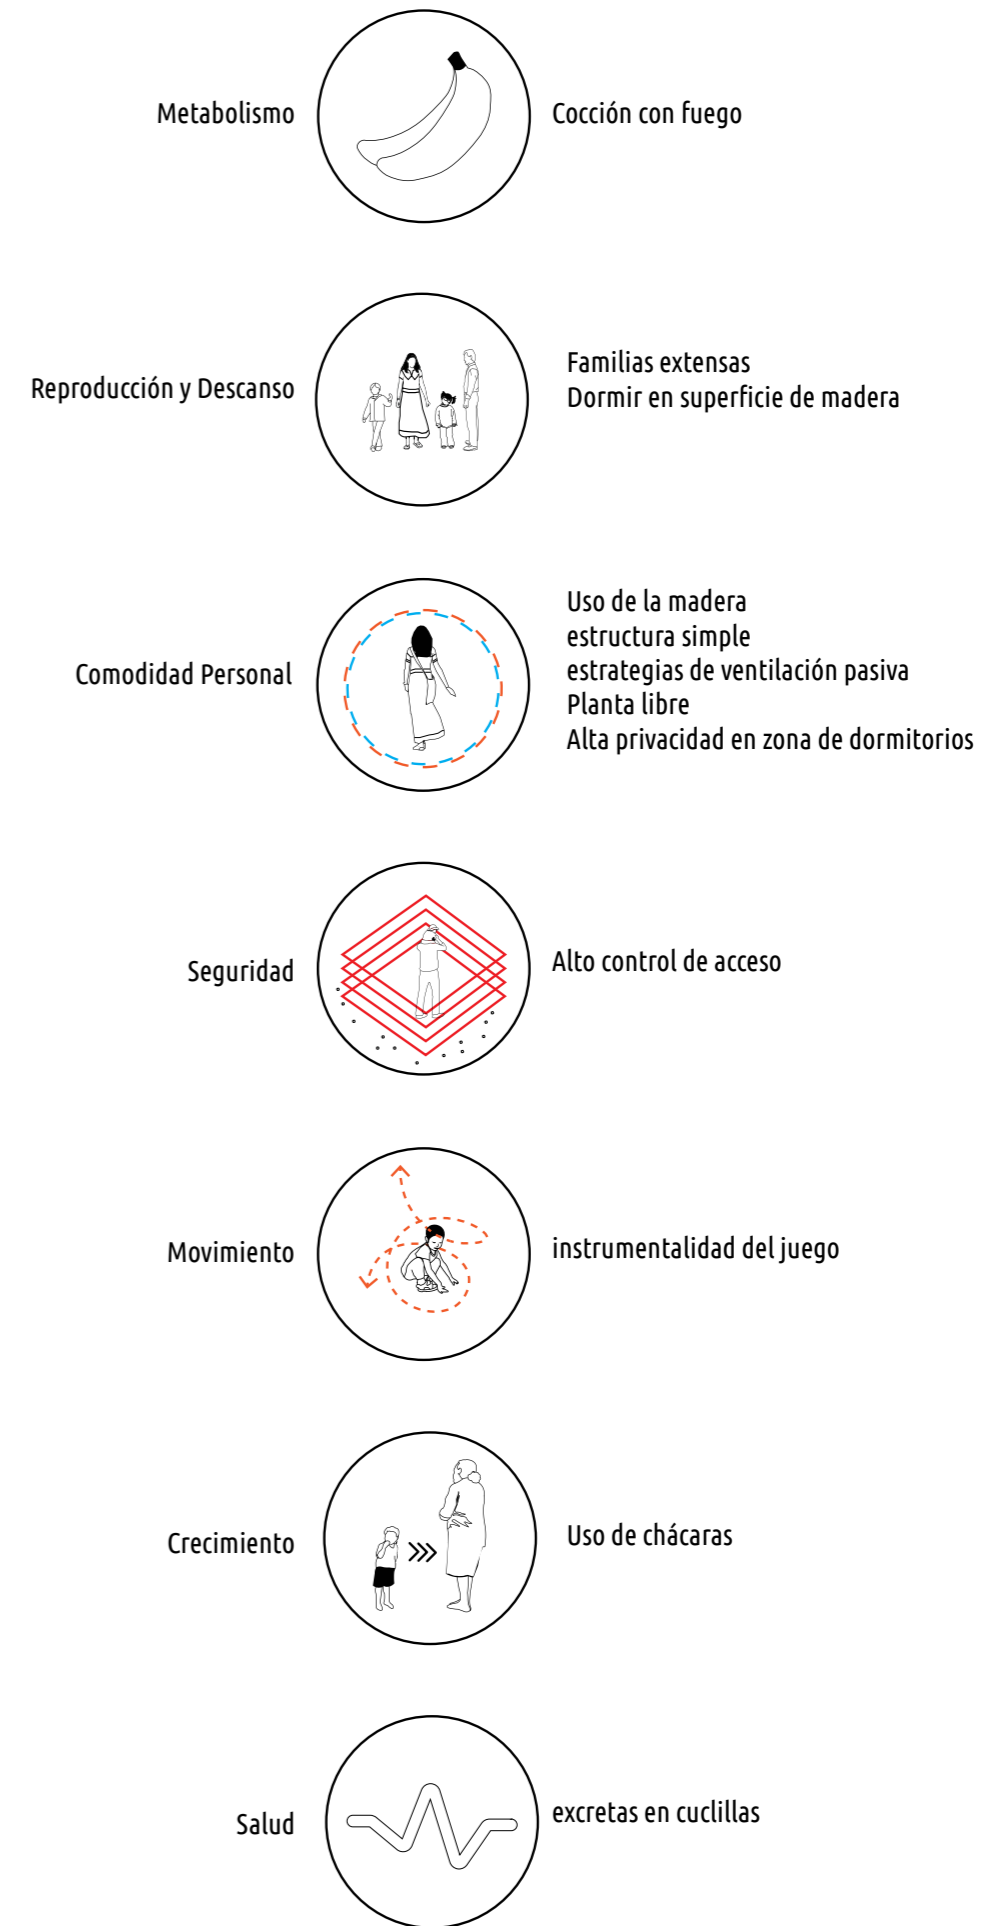 Metabolismo
Cocción con fuego
Reproducción y Descanso
Familias extensas
Dormir en superficie de madera
Comodidad Personal
Uso de la madera
estructura simple
estrategias de ventilación pasiva
Planta libre
Alta privacidad en zona de dormitorios
Seguridad
Alto control de acceso
Movimiento
instrumentalidad del juego
Crecimiento
Uso de chácaras
Salud
excretas en cuclillas